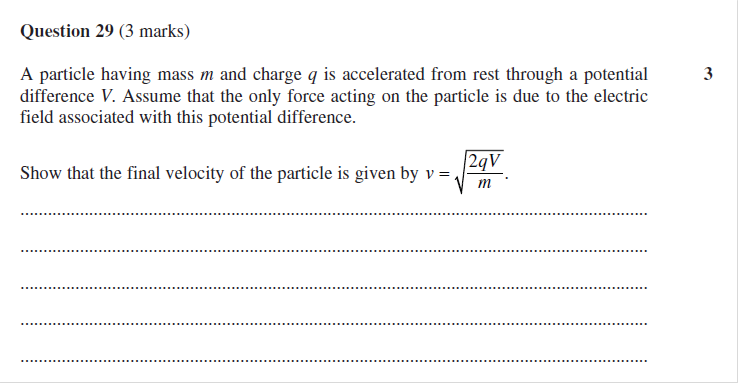 Question 29 (3 marks)
A particle having mass m and charge q is accelerated from rest through a potential 3
difference V. Assume that the only force acting on the particle is due to the electric
field associated with this potential difference.
Show that the final velocity of the particle is given by v = √(2qV/m).